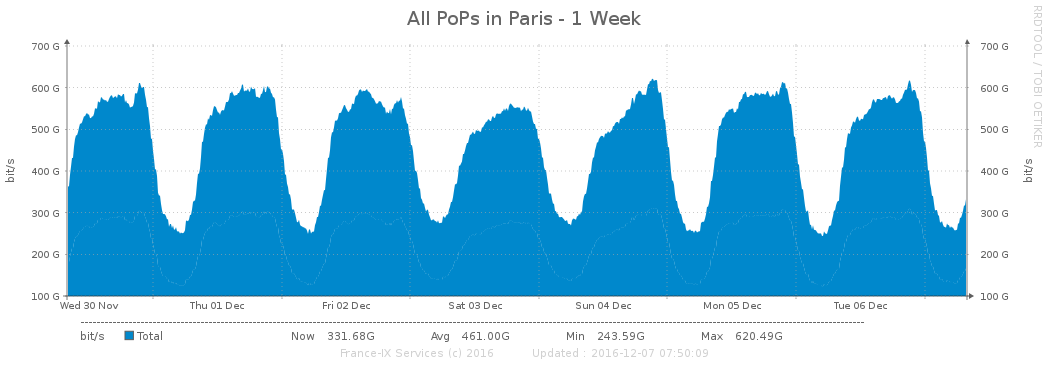 All PoPs in Paris - 1 Week
RRDTOOL / TOBI OETIKER
700 G 700 G
600 G 600 G
500 G 500 G
400 G 400 G
300 G 300 G
200 G 200 G
100 G 100 G
bit/s
bit/s
Wed 30 Nov Thu 01 Dec Fri 02 Dec Sat 03 Dec Sun 04 Dec Mon 05 Dec Tue 06 Dec
bit/s Total Now 331.68G Avg 461.00G Min 243.59G Max 620.49G
France-IX Services (c) 2016 Updated : 2016-12-07 07:50:09